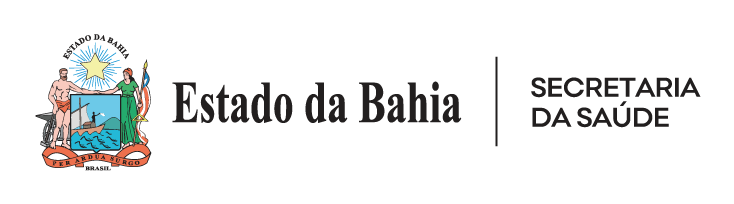 ESTADO DA BAHIA
PER ARDUA SURGO
BRASIL
Estado da Bahia
SECRETARIA
DA SAÚDE